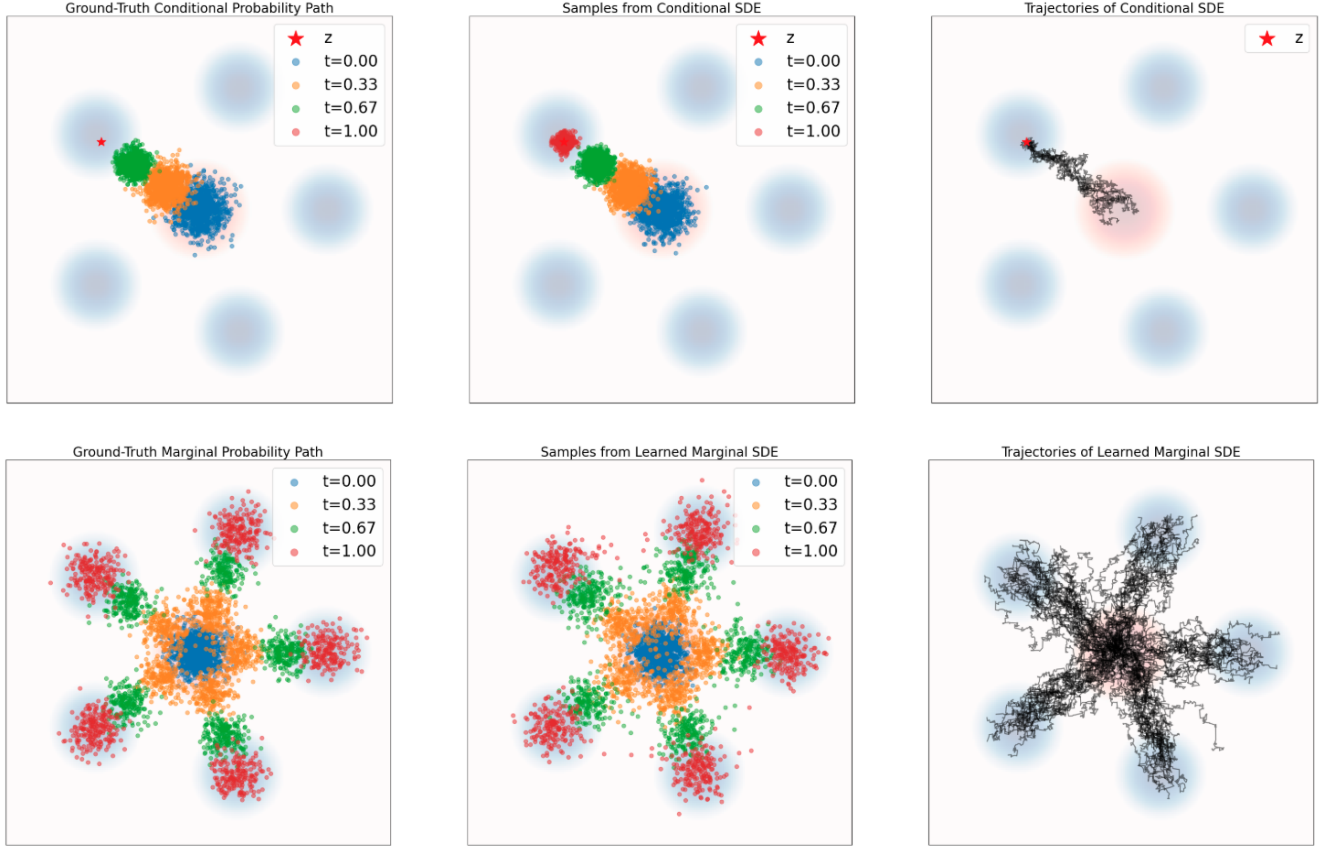 Ground-Truth Conditional Probability Path
z
t=0.00
t=0.33
t=0.67
t=1.00
Samples from Conditional SDE
z
t=0.00
t=0.33
t=0.67
t=1.00
Trajectories of Conditional SDE
z
Ground-Truth Marginal Probability Path
t=0.00
t=0.33
t=0.67
t=1.00
Samples from Learned Marginal SDE
t=0.00
t=0.33
t=0.67
t=1.00
Trajectories of Learned Marginal SDE